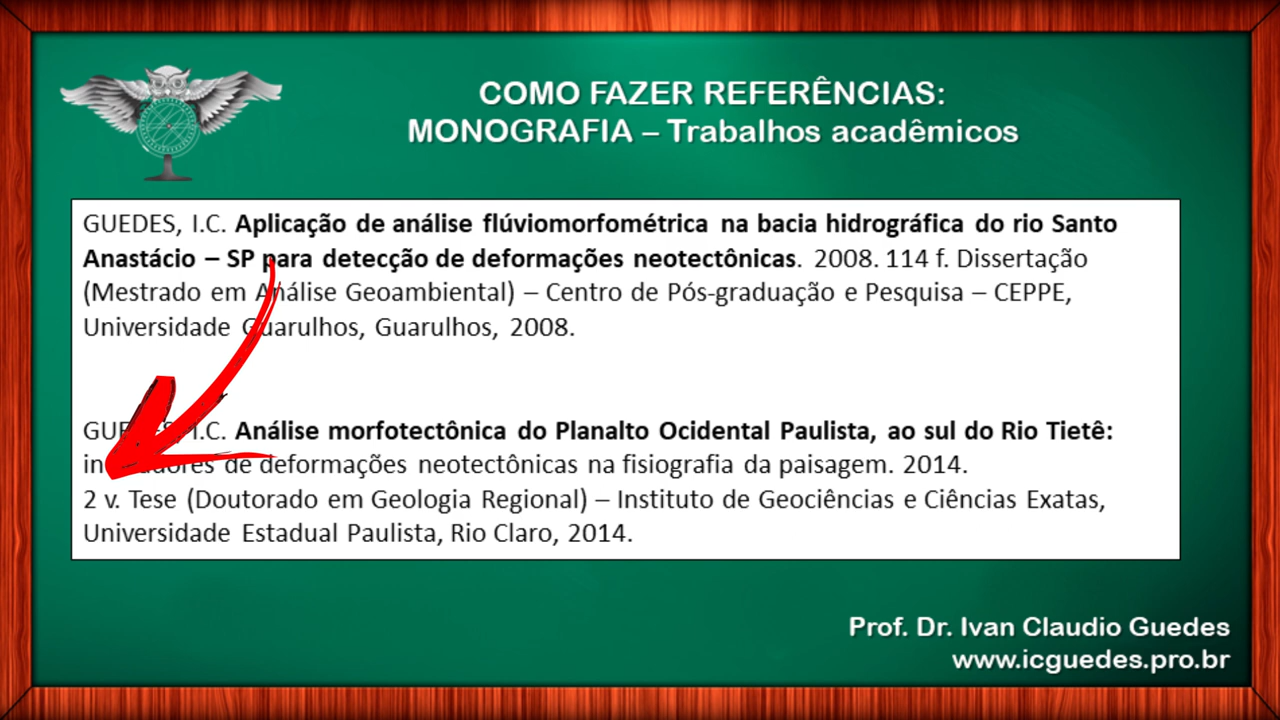 COMO FAZER REFERÊNCIAS:
MONOGRAFIA – Trabalhos acadêmicos
GUEDES, I.C. Aplicação de análise flúviomorfométrica na bacia hidrográfica do rio Santo
Anastácio – SP para detecção de deformações neotectônicas. 2008. 114 f. Dissertação
(Mestrado em Análise Geoambiental) – Centro de Pós-graduação e Pesquisa – CEPPE,
Universidade Guarulhos, Guarulhos, 2008.
GUEDES, I.C. Análise morfotectônica do Planalto Ocidental Paulista, ao sul do Rio Tietê:
indicadores de deformações neotectônicas na fisiografia da paisagem. 2014.
2 v. Tese (Doutorado em Geologia Regional) – Instituto de Geociências e Ciências Exatas,
Universidade Estadual Paulista, Rio Claro, 2014.
Prof. Dr. Ivan Claudio Guedes
www.icguedes.pro.br